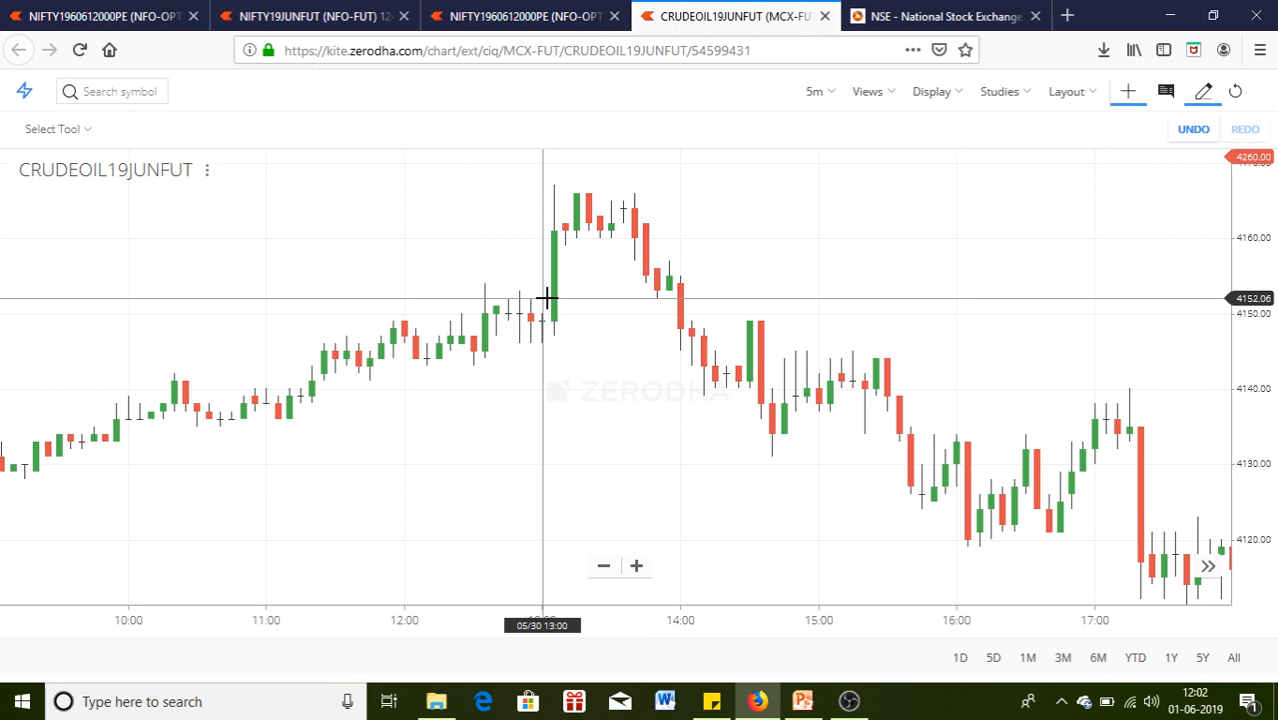 NIFTY1960612000PE (NFO-OPT
NIFTY19JUNFUT (NFO-FUT) 12
NIFTY1960612000PE (NFO-OPT
CRUDEOIL19JUNFUT (MCX-FU
NSE - National Stock Exchange
https://kite.zerodha.com/chart/ext/ciq/MCX-FUT/CRUDEOIL19JUNFUT/54599431
Search symbol
5m
Views
Display
Studies
Layout
Select Tool
UNDO
REDO
CRUDEOIL19JUNFUT
4260.00
4160.00
4152.06
4150.00
ZERODHA
4140.00
4130.00
4120.00
10:00
11:00
12:00
14:00
15:00
16:00
17:00
05/30 13:00
1D
5D
1M
3M
6M
YTD
1Y
5Y
All
Type here to search
12:02
01-06-2019
1